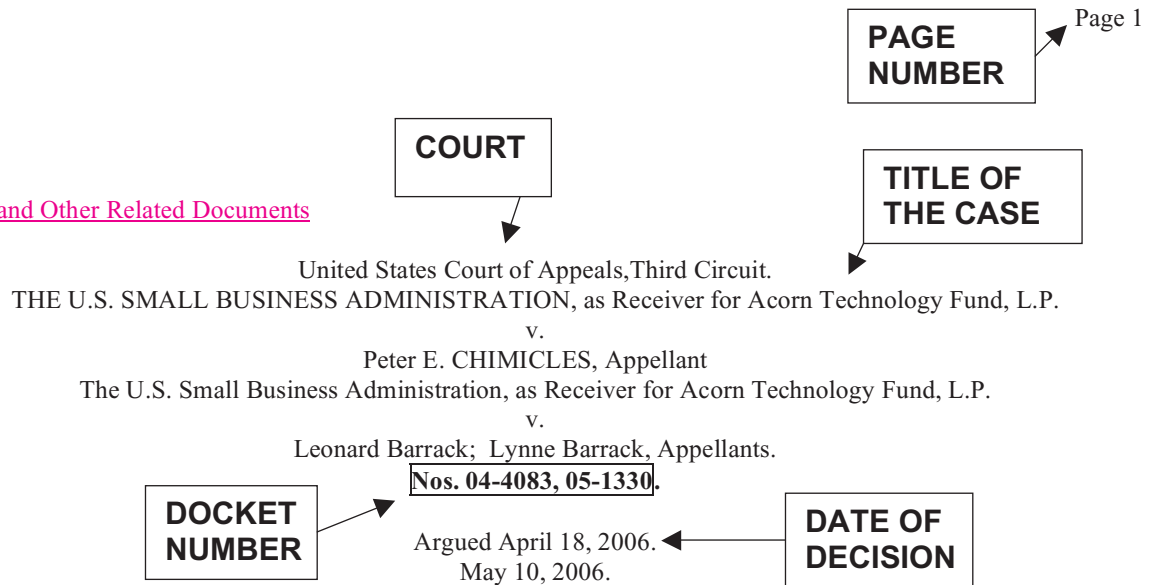 Page 1
PAGE
NUMBER
COURT
TITLE OF
THE CASE
and Other Related Documents
United States Court of Appeals,Third Circuit.
THE U.S. SMALL BUSINESS ADMINISTRATION, as Receiver for Acorn Technology Fund, L.P.
v.
Peter E. CHIMICLES, Appellant
The U.S. Small Business Administration, as Receiver for Acorn Technology Fund, L.P.
v.
Leonard Barrack; Lynne Barrack, Appellants.
Nos. 04-4083, 05-1330.
DOCKET
NUMBER
Argued April 18, 2006.
May 10, 2006.
DATE OF
DECISION